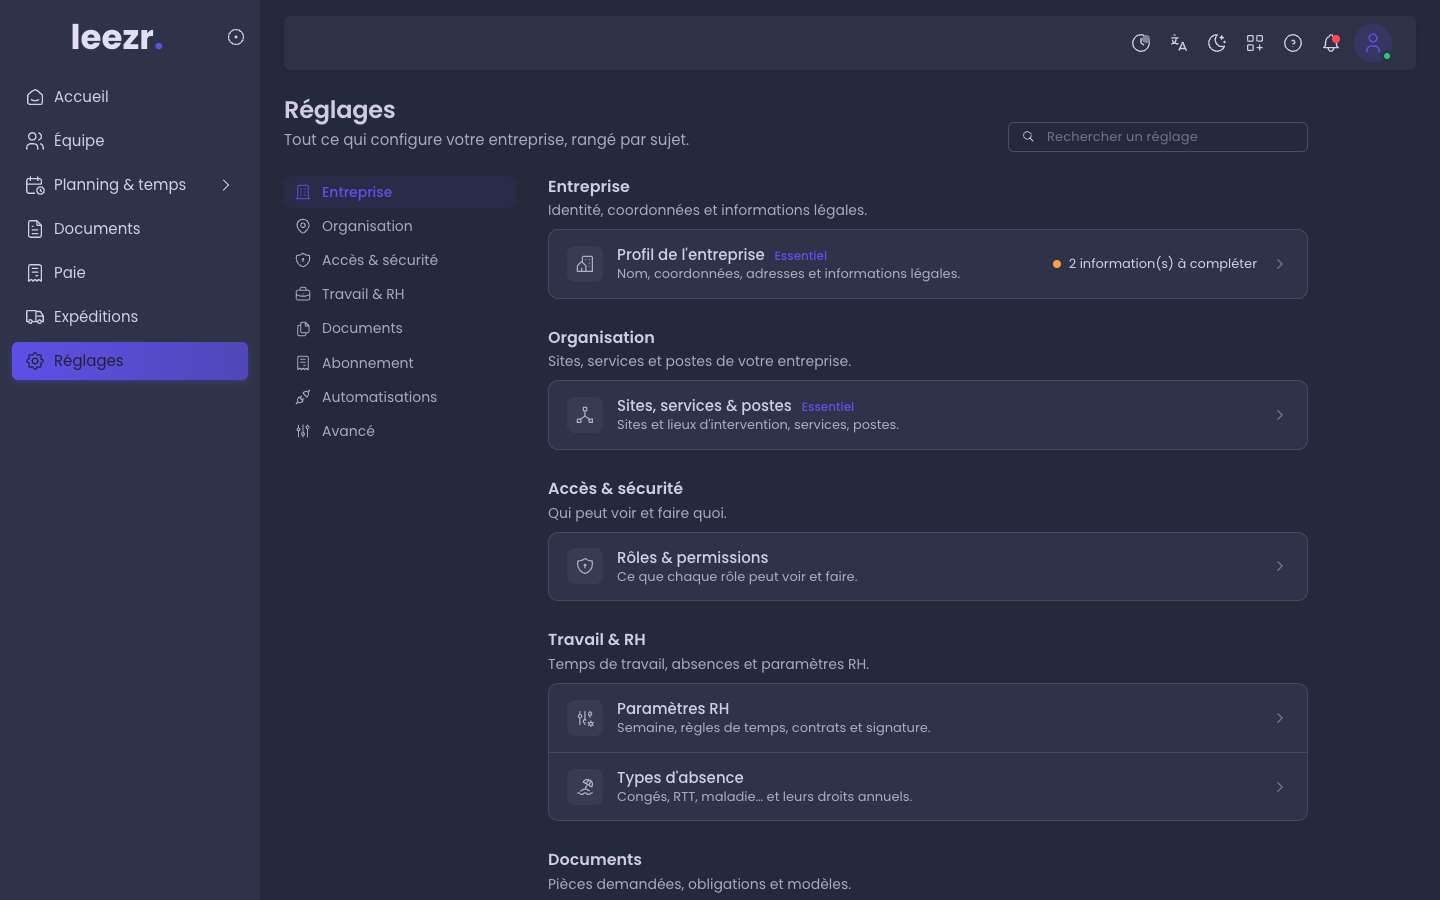 leezr.
Accueil
Équipe
Planning & temps
Documents
Paie
Expéditions
Réglages
Réglages
Tout ce qui configure votre entreprise, rangé par sujet.
Rechercher un réglage
Entreprise
Organisation
Accès & sécurité
Travail & RH
Documents
Abonnement
Automatisations
Avancé
Entreprise
Identité, coordonnées et informations légales.
Profil de l'entreprise Essentiel
Nom, coordonnées, adresses et informations légales.
2 information(s) à compléter
Organisation
Sites, services et postes de votre entreprise.
Sites, services & postes Essentiel
Sites et lieux d'intervention, services, postes.
Accès & sécurité
Qui peut voir et faire quoi.
Rôles & permissions
Ce que chaque rôle peut voir et faire.
Travail & RH
Temps de travail, absences et paramètres RH.
Paramètres RH
Semaine, règles de temps, contrats et signature.
Types d'absence
Congés, RTT, maladie… et leurs droits annuels.
Documents
Pièces demandées, obligations et modèles.